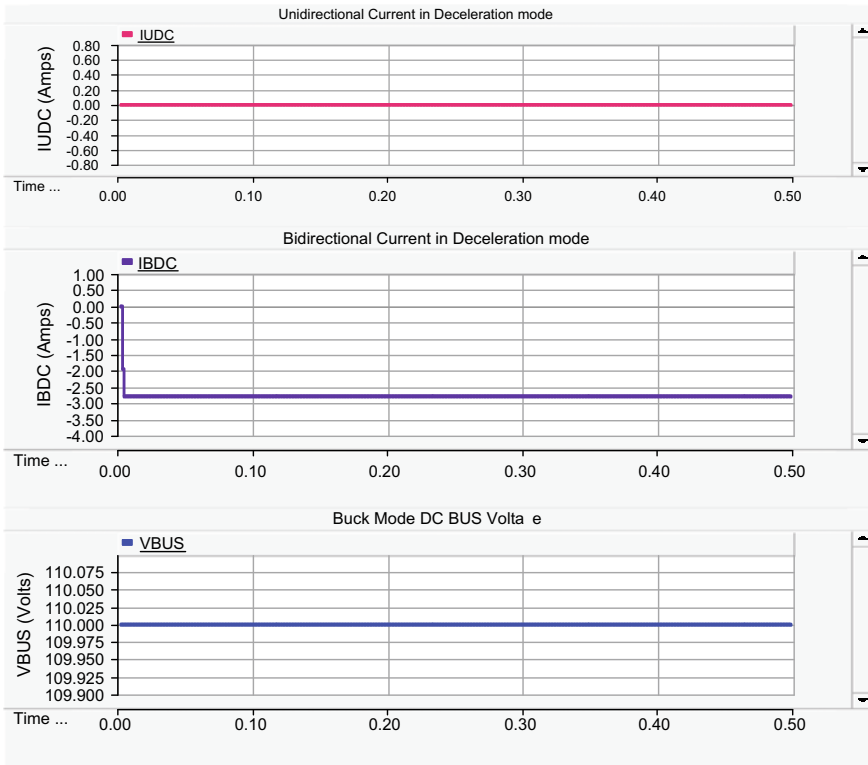 Unidirectional Current in Deceleration mode
IUDC
IUDC (Amps)
0.80
0.60
0.40
0.20
0.00
-0.20
-0.40
-0.60
-0.80
Time ...
0.00 0.10 0.20 0.30 0.40 0.50
Bidirectional Current in Deceleration mode
IBDC
IBDC (Amps)
1.00
0.50
0.00
-0.50
-1.00
-1.50
-2.00
-2.50
-3.00
-3.50
-4.00
Time ...
0.00 0.10 0.20 0.30 0.40 0.50
Buck Mode DC BUS Volta e
VBUS
VBUS (Volts)
110.075
110.050
110.025
110.000
109.975
109.950
109.925
109.900
Time ...
0.00 0.10 0.20 0.30 0.40 0.50